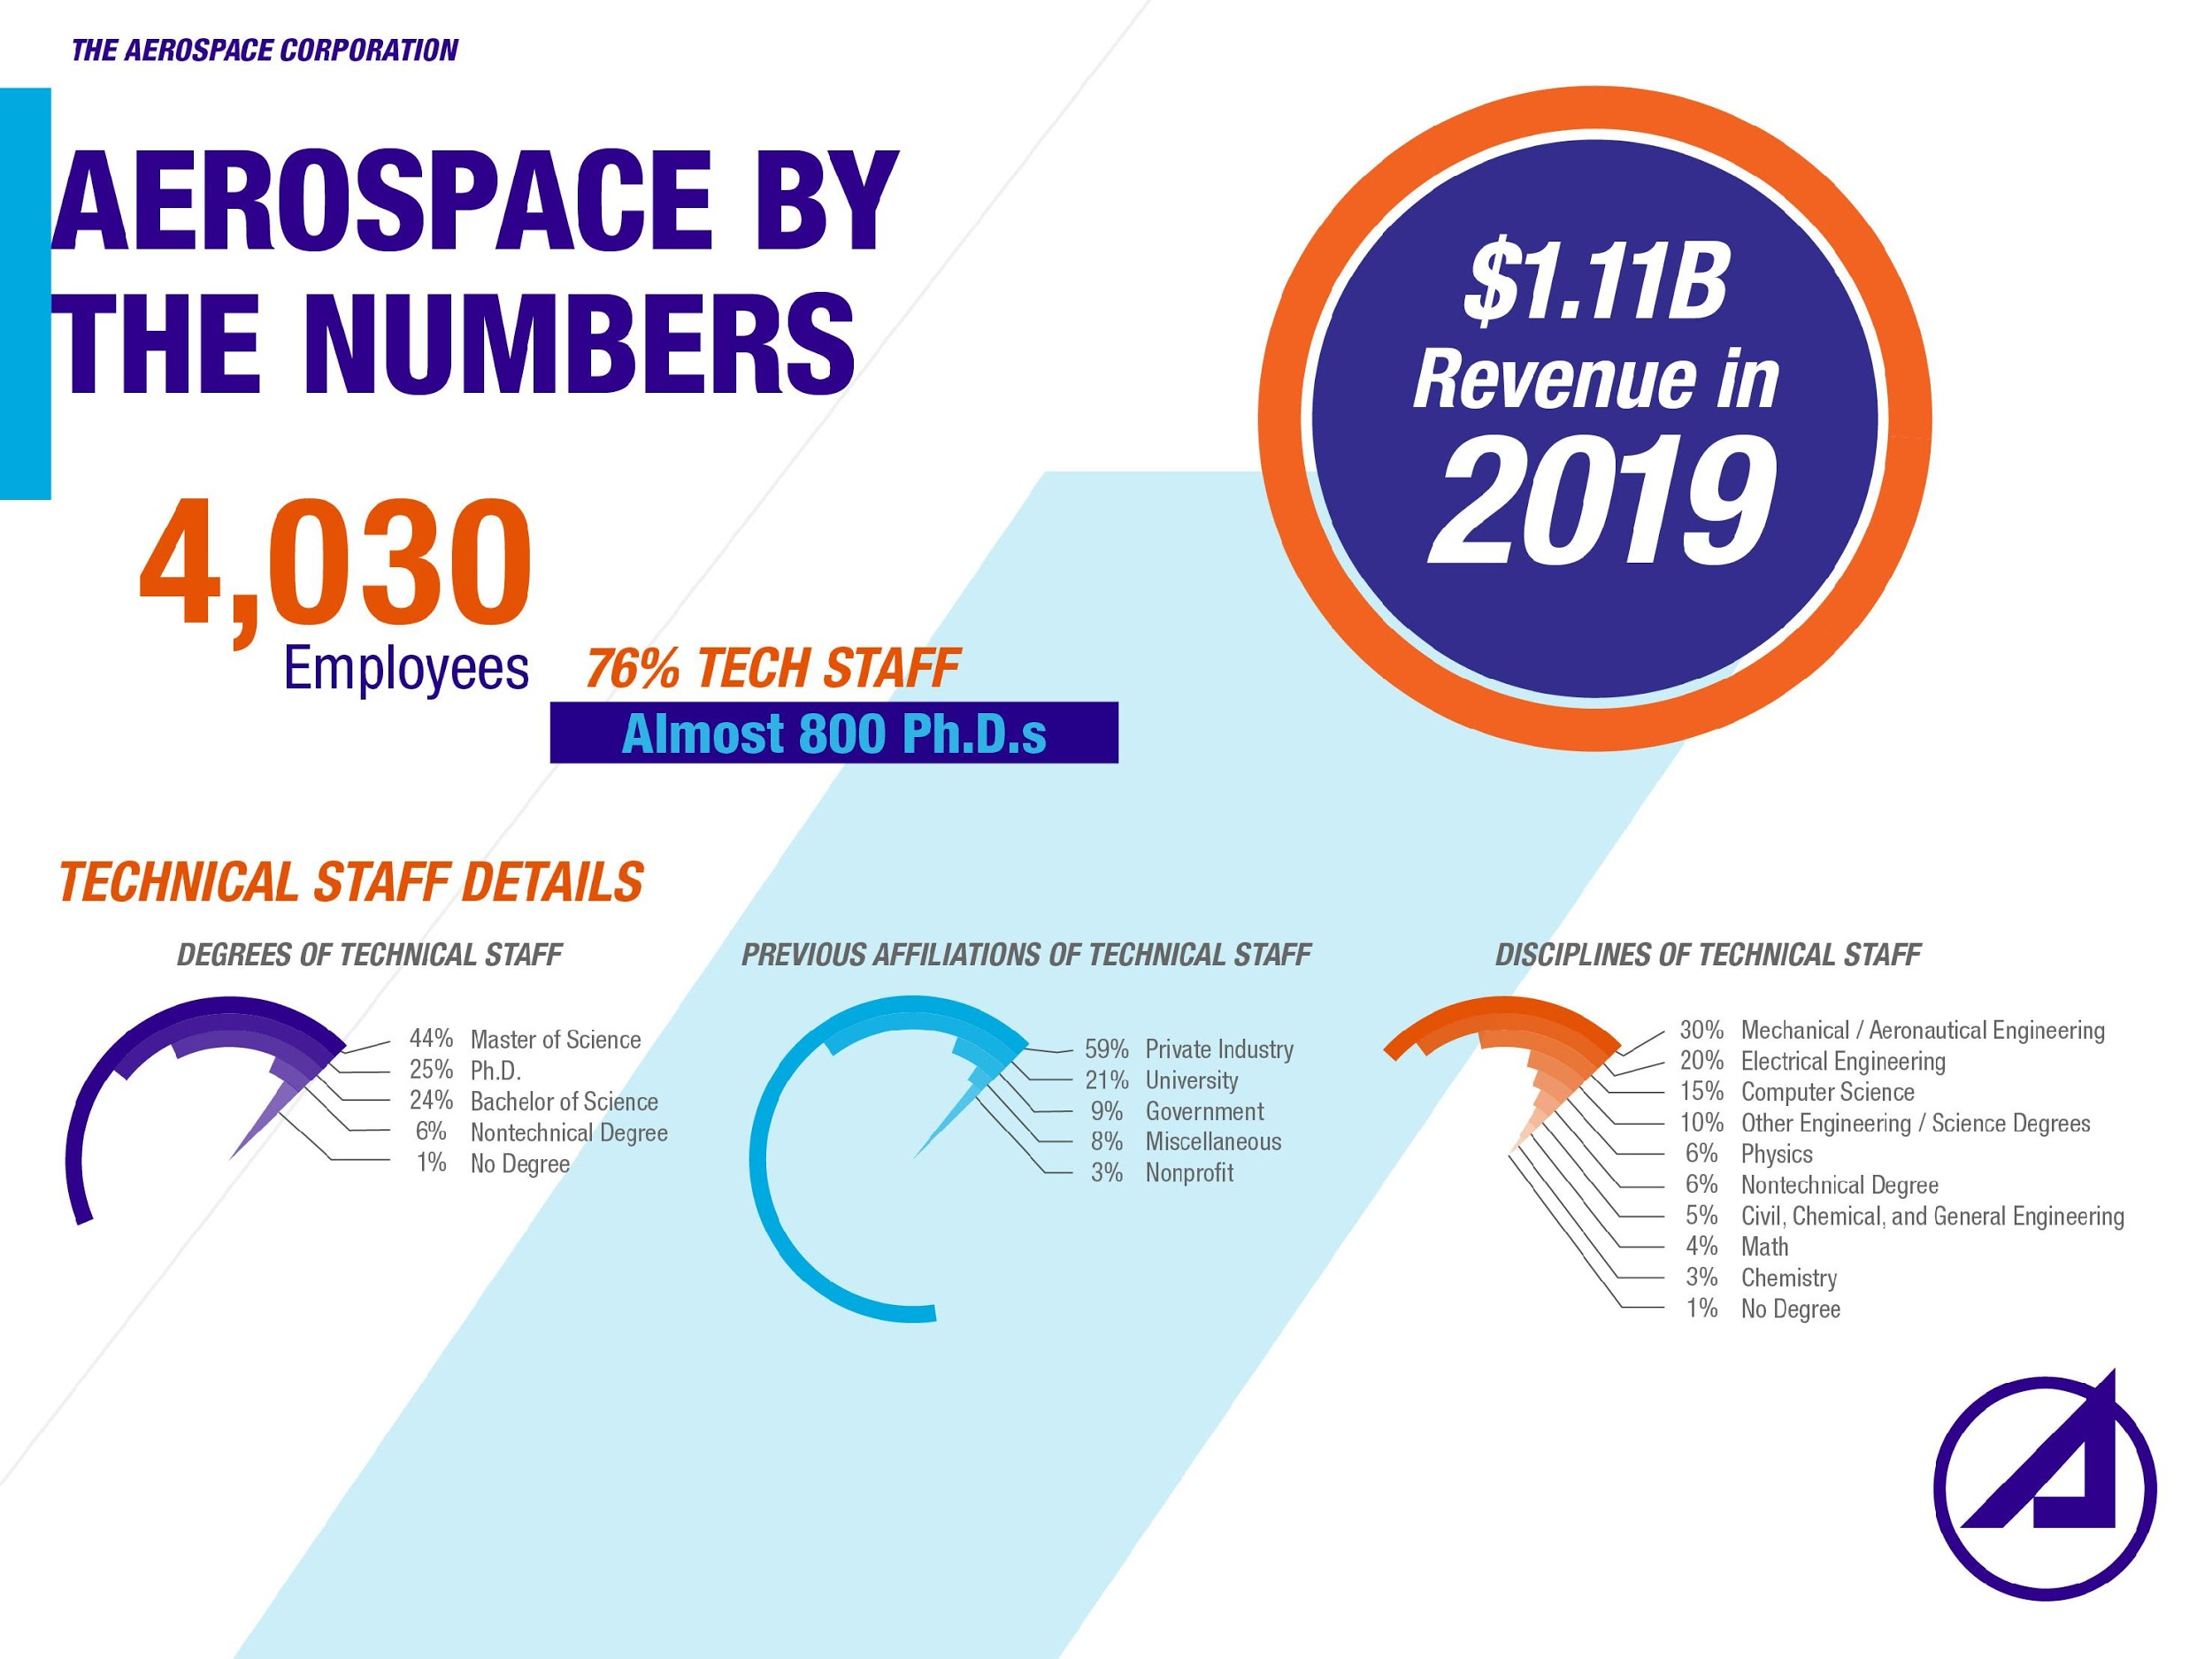 THE AEROSPACE CORPORATION
AEROSPACE BY
THE NUMBERS
$1.11B
Revenue in
2019
4,030
Employees
76% TECH STAFF
Almost 800 Ph.D.s
TECHNICAL STAFF DETAILS
DEGREES OF TECHNICAL STAFF
44% Master of Science
25% Ph.D.
24% Bachelor of Science
6% Nontechnical Degree
1% No Degree
PREVIOUS AFFILIATIONS OF TECHNICAL STAFF
59% Private Industry
21% University
9% Government
8% Miscellaneous
3% Nonprofit
DISCIPLINES OF TECHNICAL STAFF
30% Mechanical / Aeronautical Engineering
20% Electrical Engineering
15% Computer Science
10% Other Engineering / Science Degrees
6% Physics
6% Nontechnical Degree
5% Civil, Chemical, and General Engineering
4% Math
3% Chemistry
1% No Degree